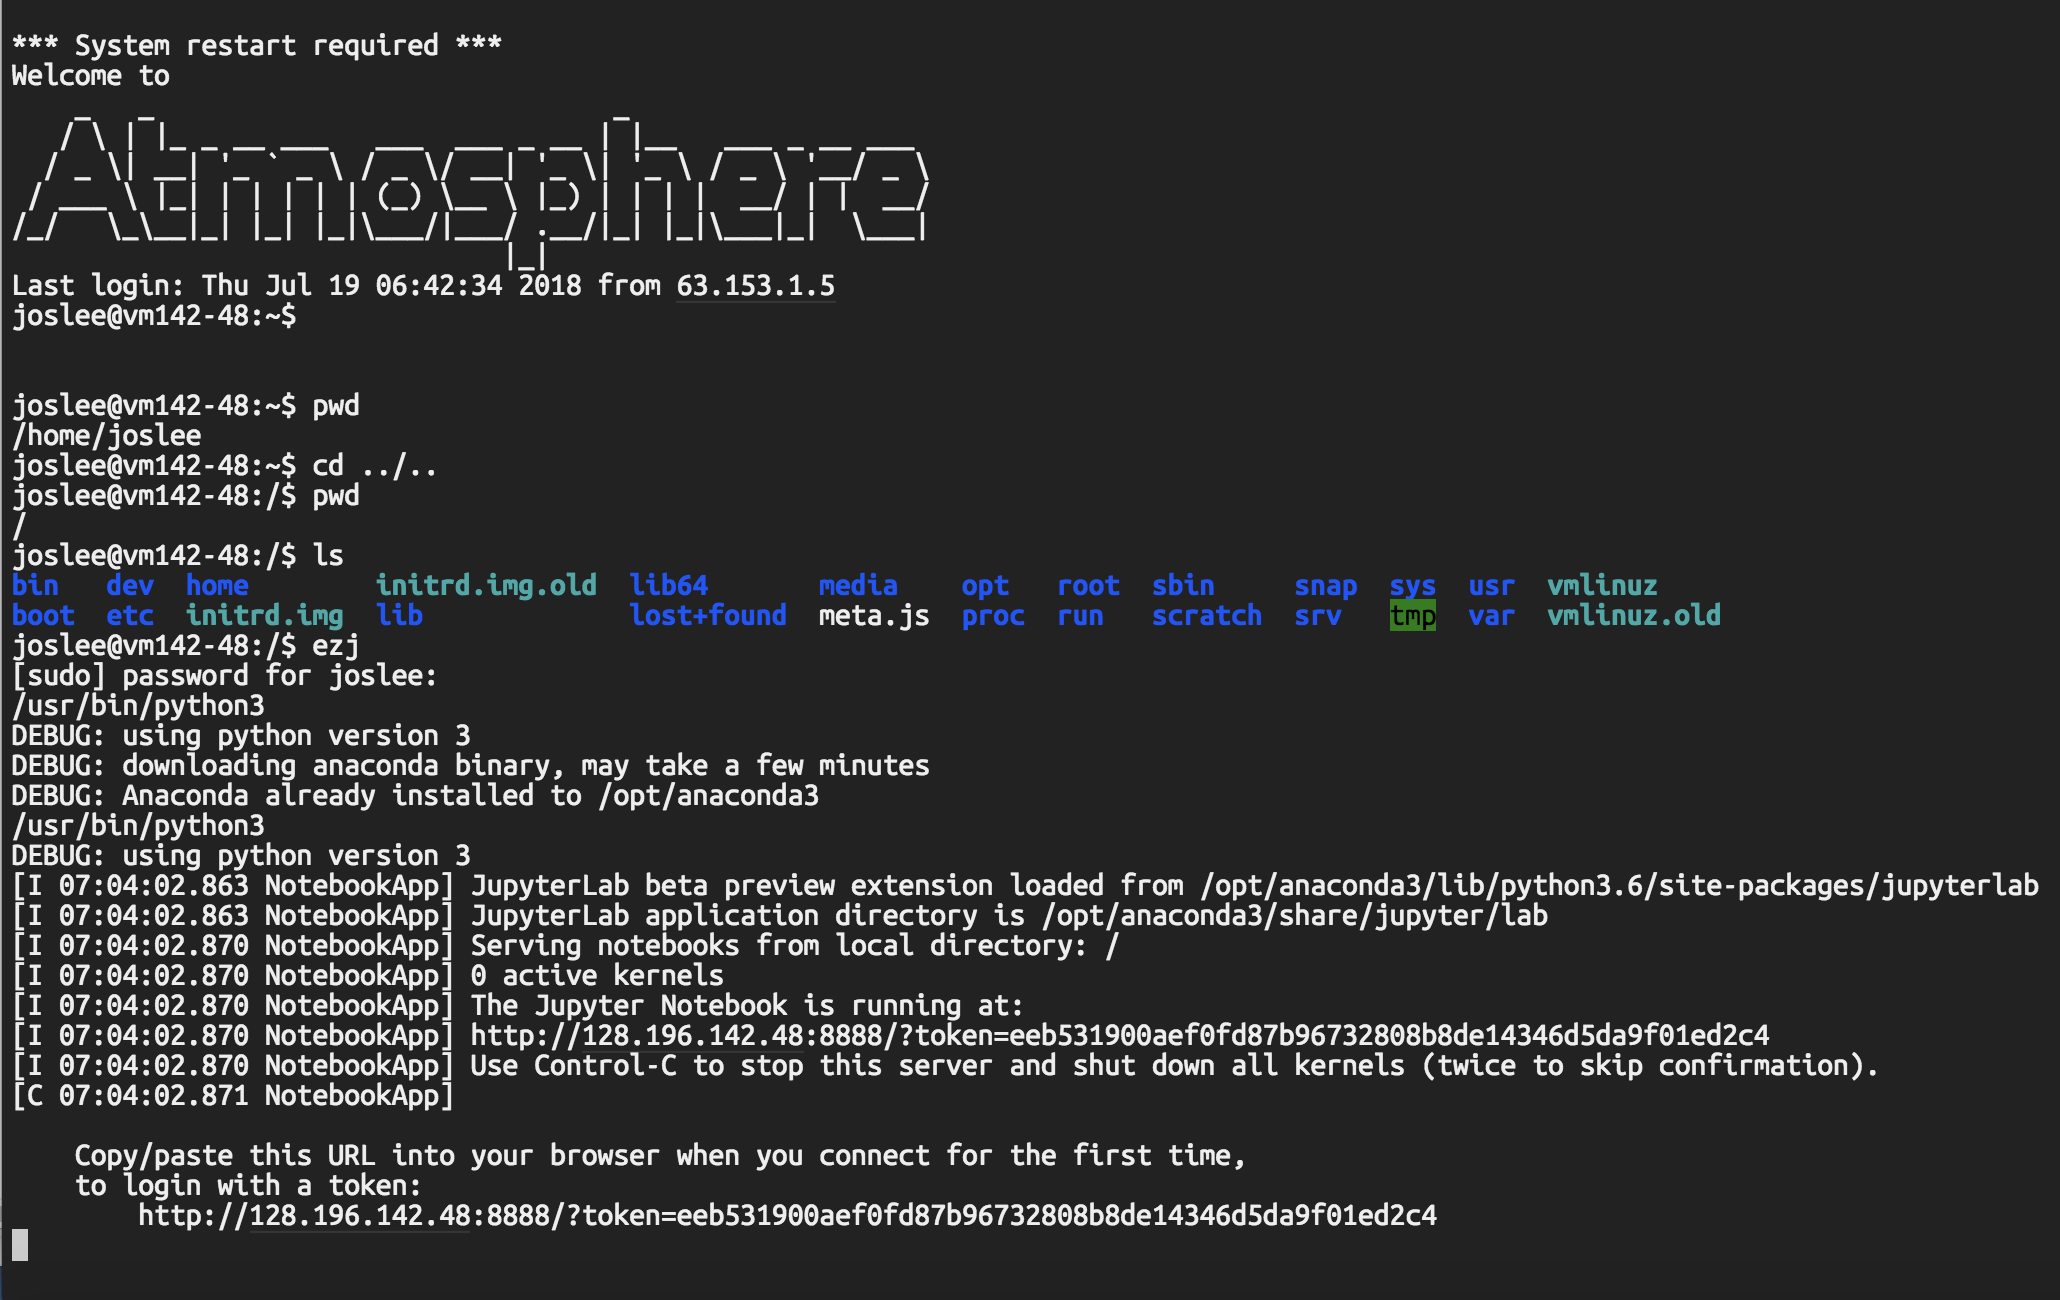 *** System restart required ***
Welcome to
Atmosphere
Last login: Thu Jul 19 06:42:34 2018 from 63.153.1.5
joslee@vm142-48:~$
joslee@vm142-48:~$ pwd
/home/joslee
joslee@vm142-48:~$ cd ../..
joslee@vm142-48:/$ pwd
/
joslee@vm142-48:/$ ls
bin dev home initrd.img.old lib64 media opt root sbin snap sys usr vmlinuz
boot etc initrd.img lib lost+found meta.js proc run scratch srv tmp var vmlinuz.old
joslee@vm142-48:/$ ezj
[sudo] password for joslee:
/usr/bin/python3
DEBUG: using python version 3
DEBUG: downloading anaconda binary, may take a few minutes
DEBUG: Anaconda already installed to /opt/anaconda3
/usr/bin/python3
DEBUG: using python version 3
[I 07:04:02.863 NotebookApp] JupyterLab beta preview extension loaded from /opt/anaconda3/lib/python3.6/site-packages/jupyterlab
[I 07:04:02.863 NotebookApp] JupyterLab application directory is /opt/anaconda3/share/jupyter/lab
[I 07:04:02.870 NotebookApp] Serving notebooks from local directory: /
[I 07:04:02.870 NotebookApp] 0 active kernels
[I 07:04:02.870 NotebookApp] The Jupyter Notebook is running at:
[I 07:04:02.870 NotebookApp] http://128.196.142.48:8888/?token=eeb531900aef0fd87b96732808b8de14346d5da9f01ed2c4
[I 07:04:02.870 NotebookApp] Use Control-C to stop this server and shut down all kernels (twice to skip confirmation).
[C 07:04:02.871 NotebookApp]
Copy/paste this URL into your browser when you connect for the first time,
to login with a token:
http://128.196.142.48:8888/?token=eeb531900aef0fd87b96732808b8de14346d5da9f01ed2c4